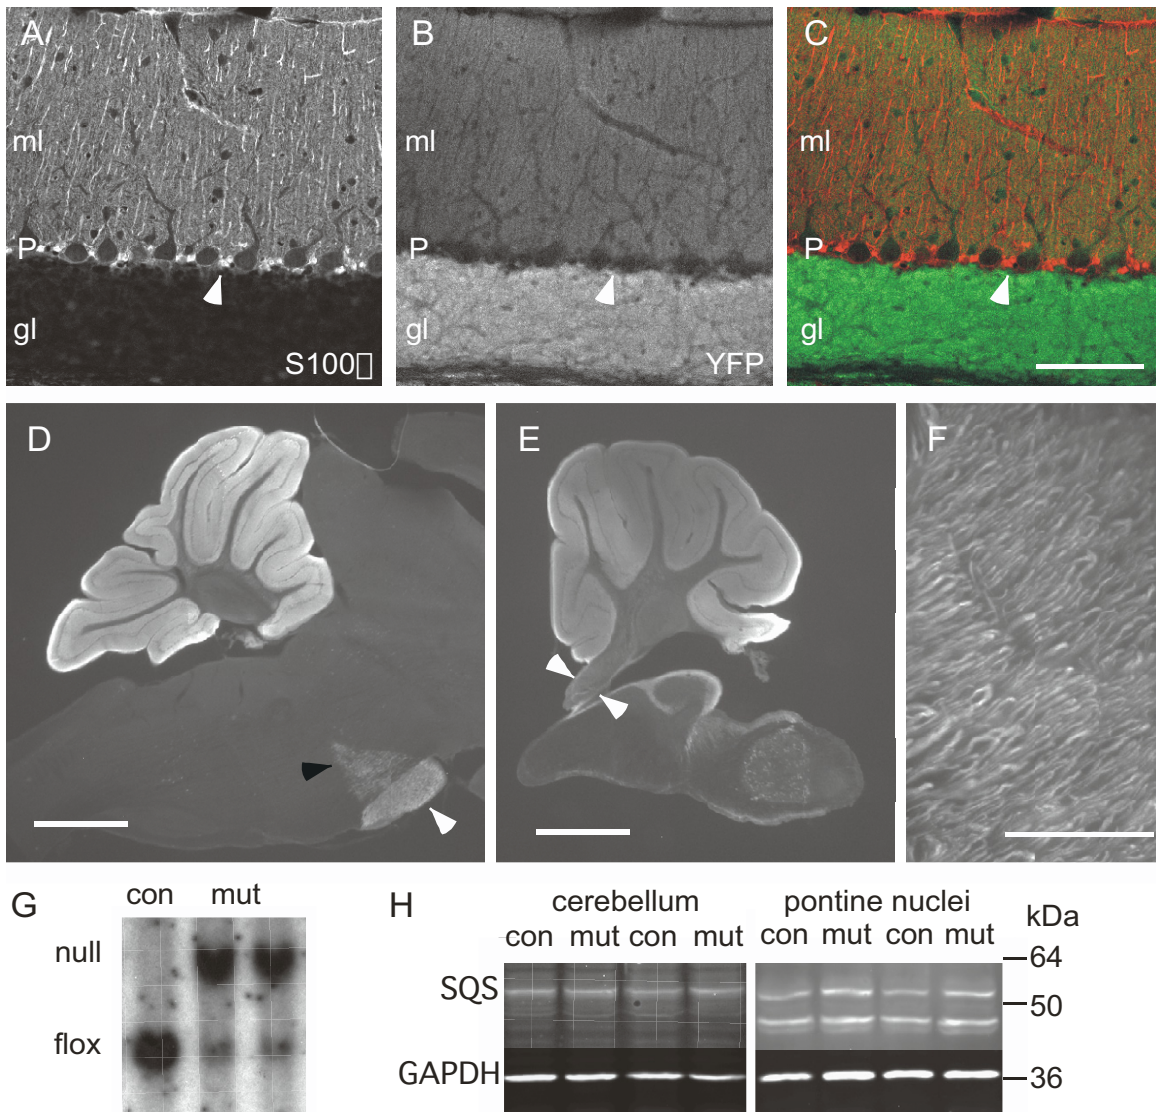 A
B
C
ml
ml
ml
P
P
P
gl
gl
gl
S100▯
YFP
D
E
F
G
con mut
null
flox
H
cerebellum pontine nuclei
kDa
con mut con mut con mut con mut
SQS
GAPDH
64
50
36